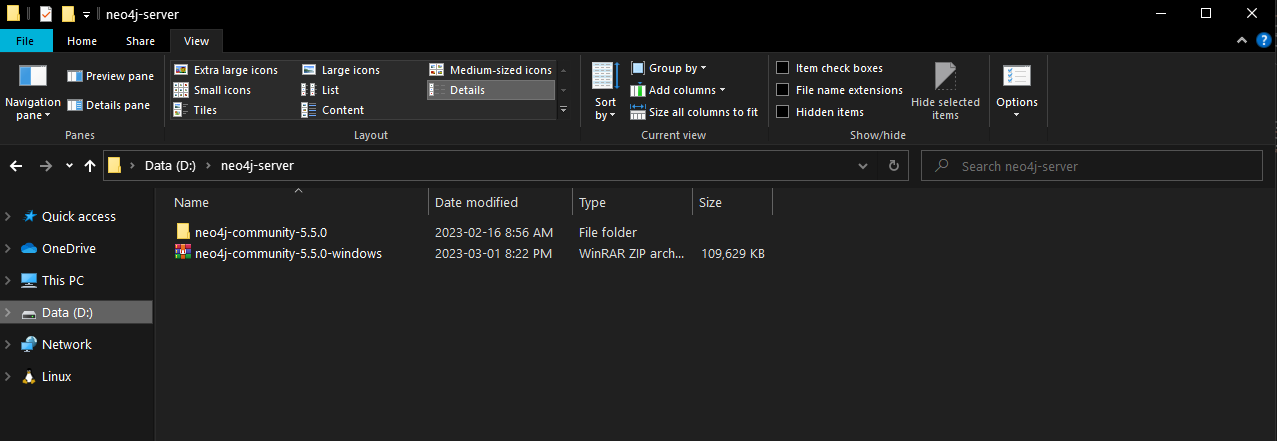 neo4j-server
File Home Share View
Extra large icons Large icons Medium-sized icons
Small icons List Details
Tiles Content
Navigation pane
Preview pane
Details pane
Sort by
Group by
Add columns
Size all columns to fit
Item check boxes
File name extensions
Hidden items
Hide selected items
Options
Panes Layout Current view Show/hide
Data (D:) neo4j-server Search neo4j-server
Name Date modified Type Size
Quick access
OneDrive
This PC
Data (D:)
Network
Linux
neo4j-community-5.5.0 2023-02-16 8:56 AM File folder
neo4j-community-5.5.0-windows 2023-03-01 8:22 PM WinRAR ZIP arch... 109,629 KB